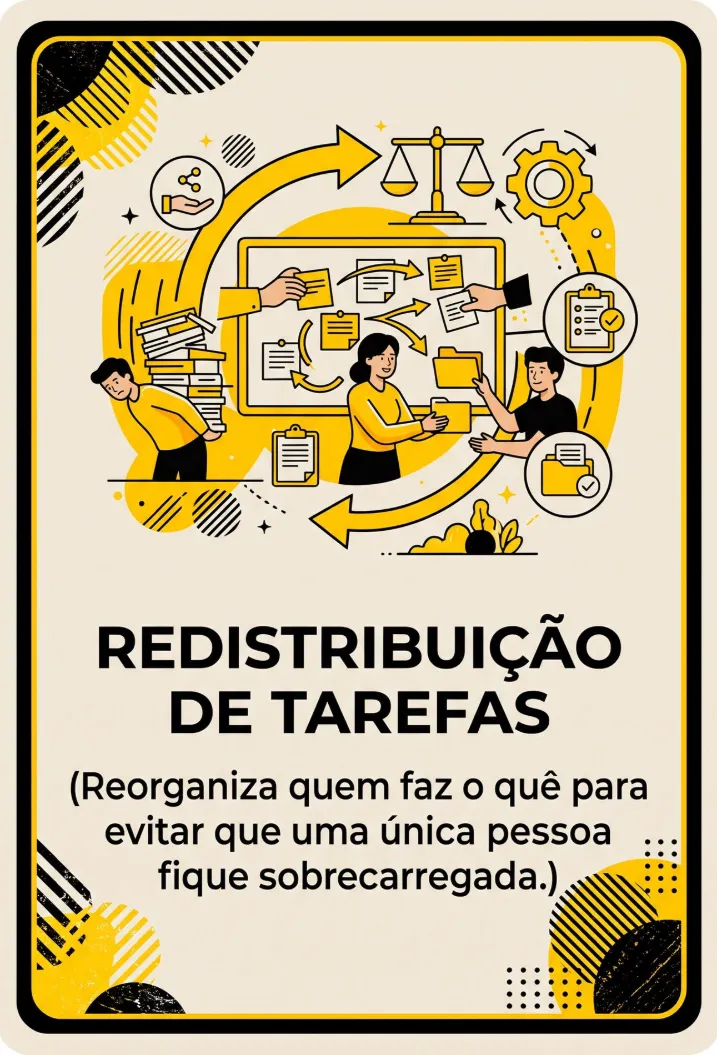 REDISTRIBUIÇÃO
DE TAREFAS
(Reorganiza quem faz o quê para
evitar que uma única pessoa
fique sobrecarregada.)